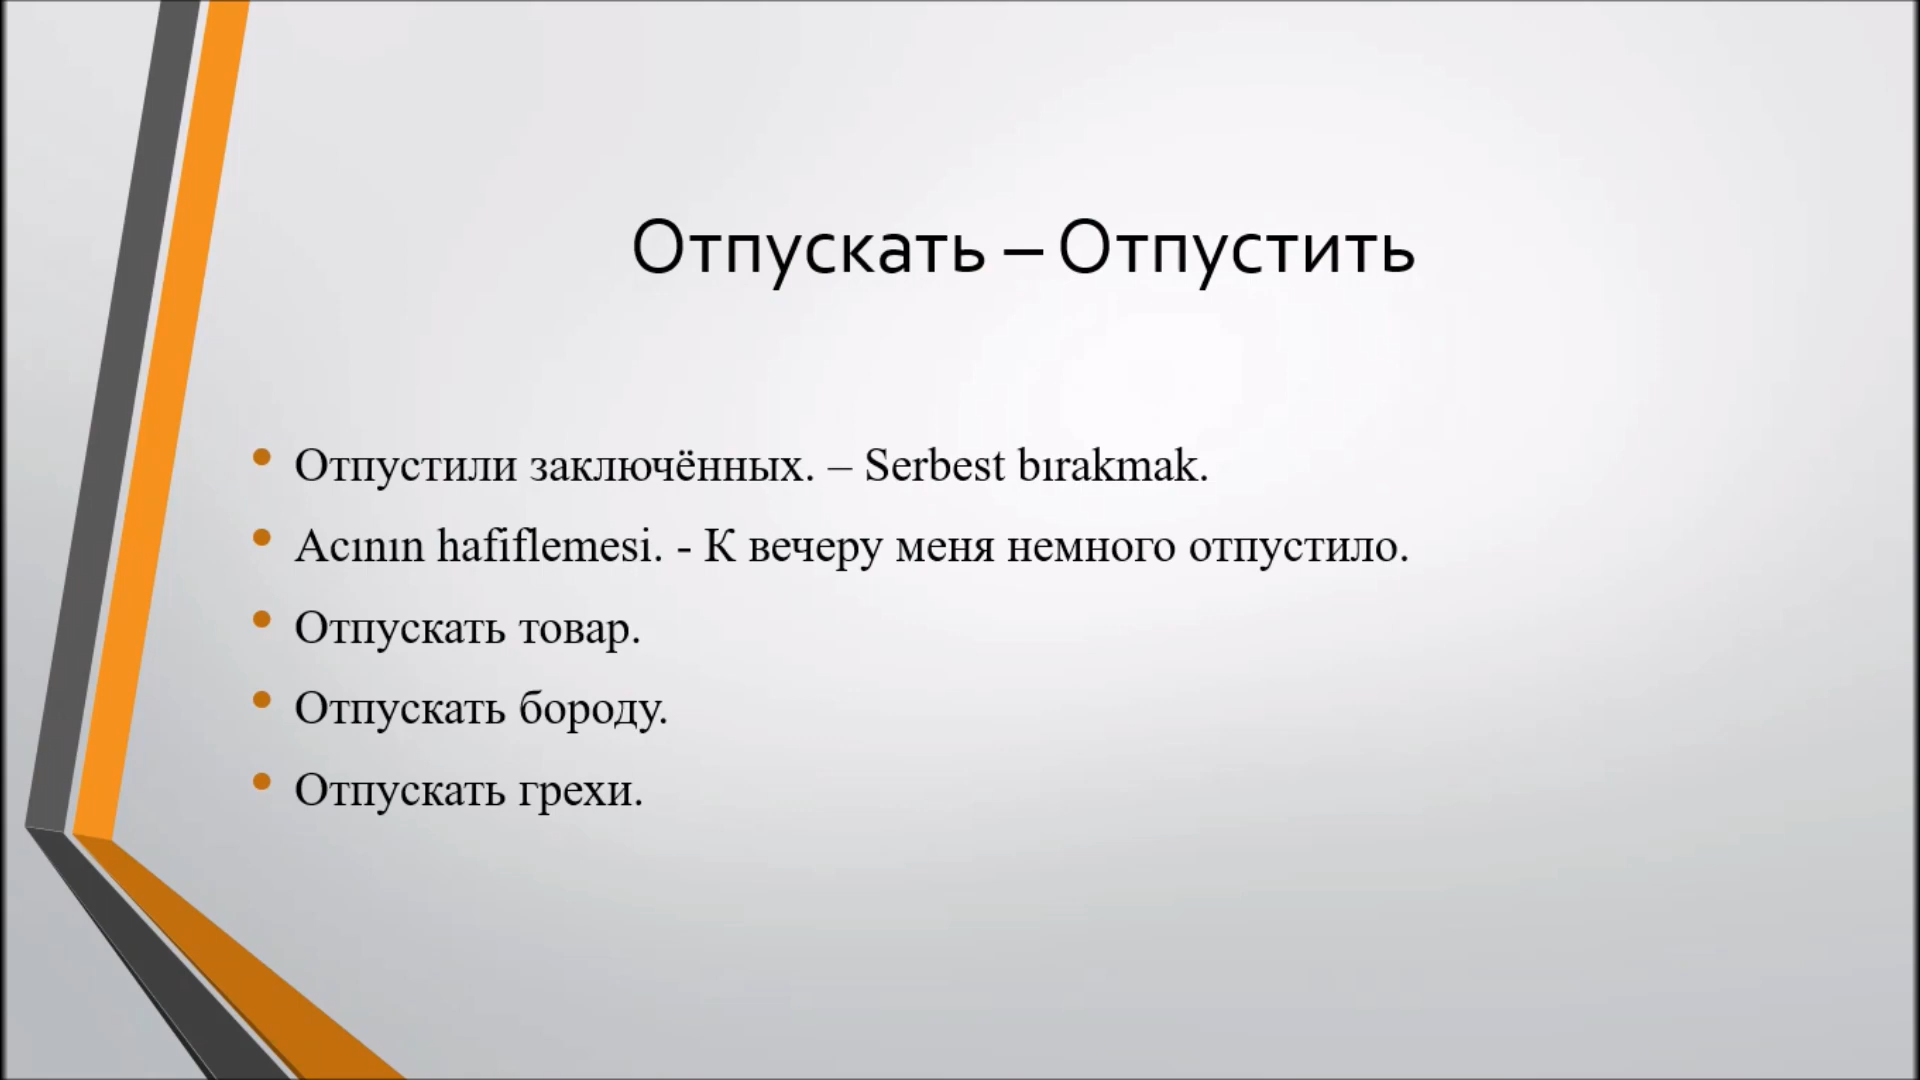 Отпускать – Отпустить
• Отпустили заключённых. – Serbest bırakmak.
• Acının hafiflemesi. - К вечеру меня немного отпустило.
• Отпускать товар.
• Отпускать бороду.
• Отпускать грехи.